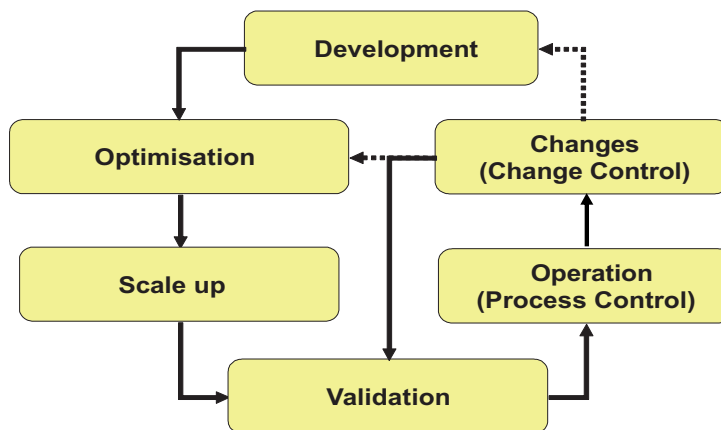 Development
Optimisation
Changes
(Change Control)
Scale up
Operation
(Process Control)
Validation